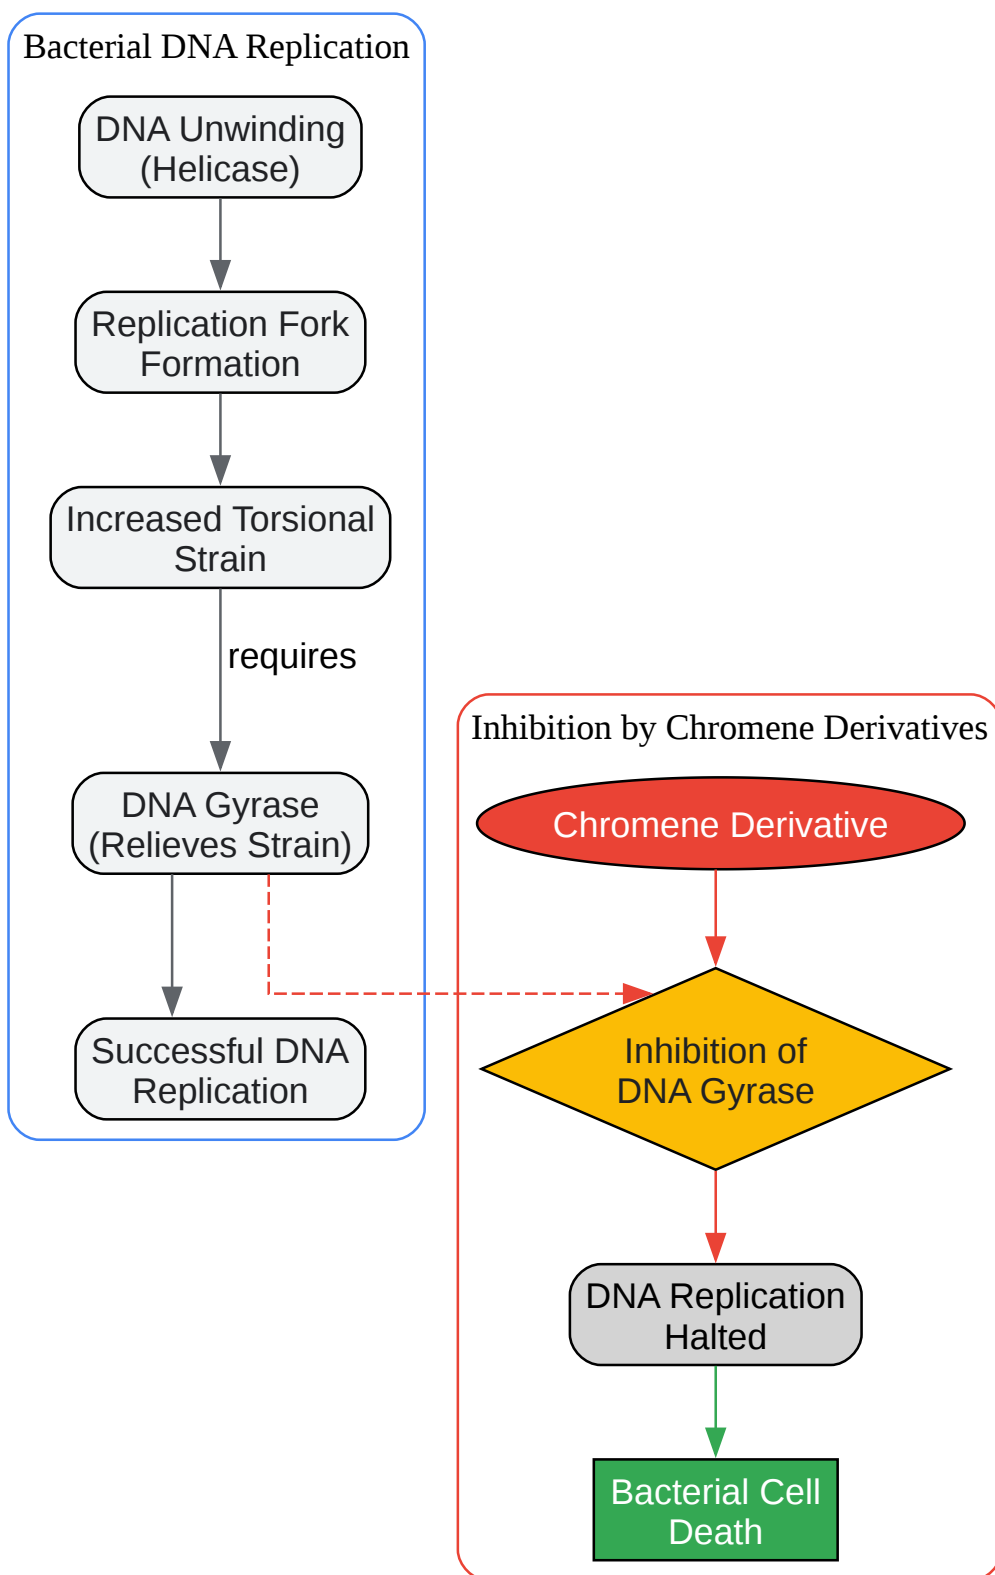 Bacterial DNA Replication
DNA Unwinding
(Helicase)
Replication Fork
Formation
Increased Torsional
Strain
requires
DNA Gyrase
(Relieves Strain)
Successful DNA
Replication
Inhibition by Chromene Derivatives
Chromene Derivative
Inhibition of
DNA Gyrase
DNA Replication
Halted
Bacterial Cell
Death